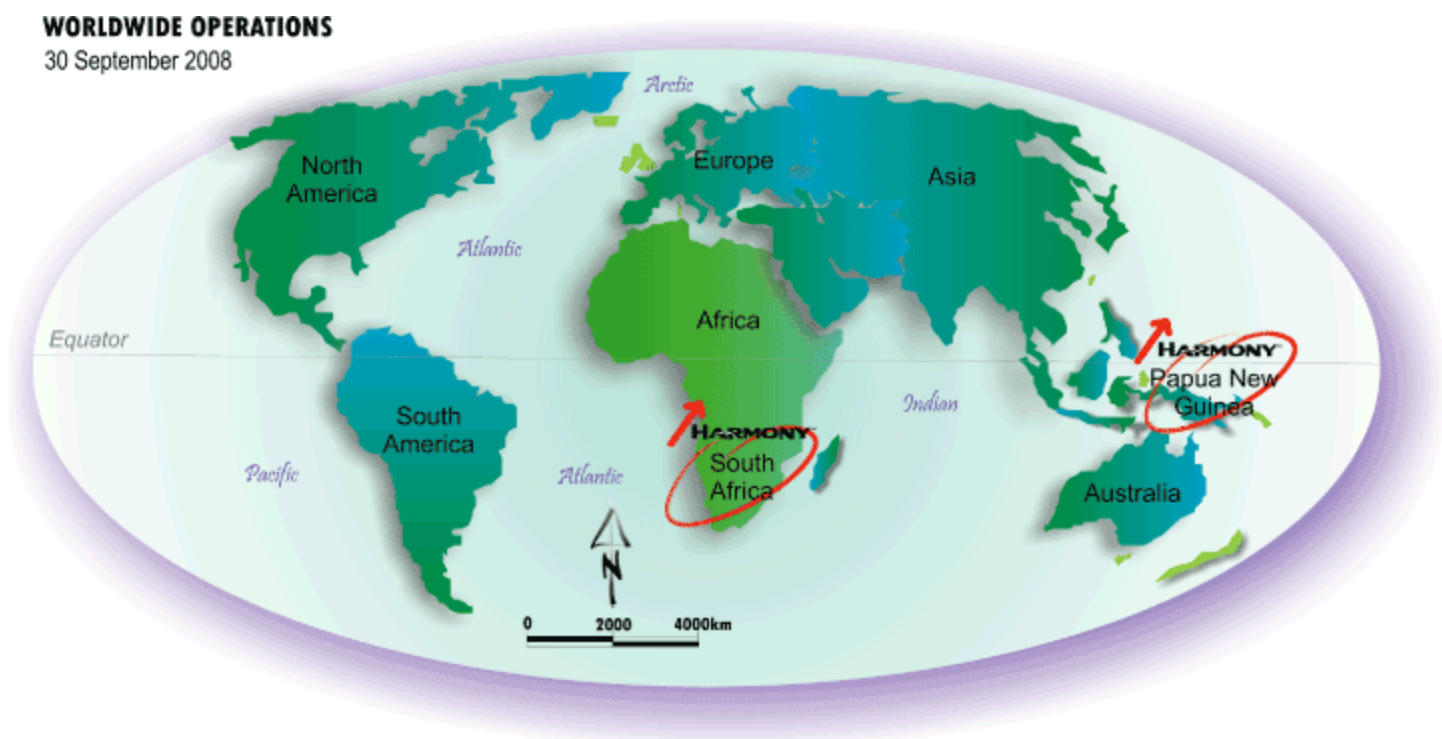 WORLDWIDE OPERATIONS
30 September 2008
Arctic
North
America
Europe
Asia
Atlantic
Africa
Equator
HARMONY
Papua New
Guinea
Indian
South
America
HARMONY
South
Africa
Pacific
Atlantic
Australia
N
0 2000 4000km